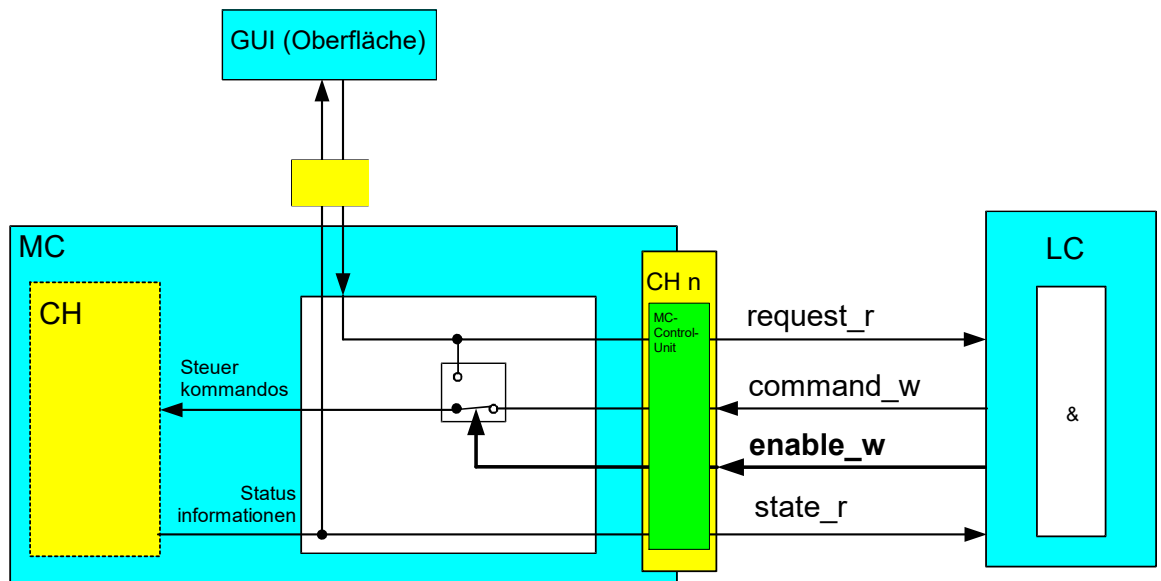 GUI (Oberfläche)
MC
CH
CH n
LC
MC-
Control-
Unit
request_r
Steuer
kommandos
command_w
&
enable_w
Status
informationen
state_r